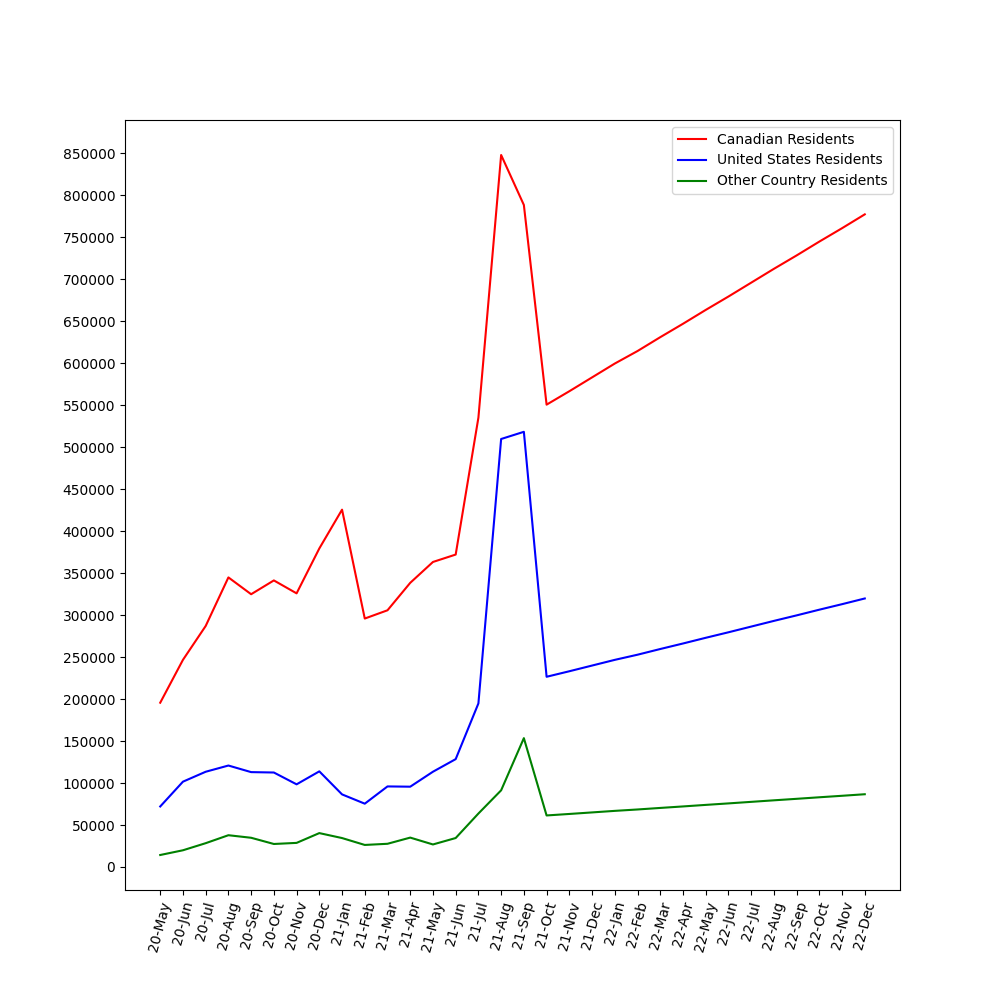 Canadian Residents
United States Residents
Other Country Residents
850000
800000
750000
700000
650000
600000
550000
500000
450000
400000
350000
300000
250000
200000
150000
100000
50000
0
20-May
20-Jun
20-Jul
20-Aug
20-Sep
20-Oct
20-Nov
20-Dec
21-Jan
21-Feb
21-Mar
21-Apr
21-May
21-Jun
21-Jul
21-Aug
21-Sep
21-Oct
21-Nov
21-Dec
22-Jan
22-Feb
22-Mar
22-Apr
22-May
22-Jun
22-Jul
22-Aug
22-Sep
22-Oct
22-Nov
22-Dec